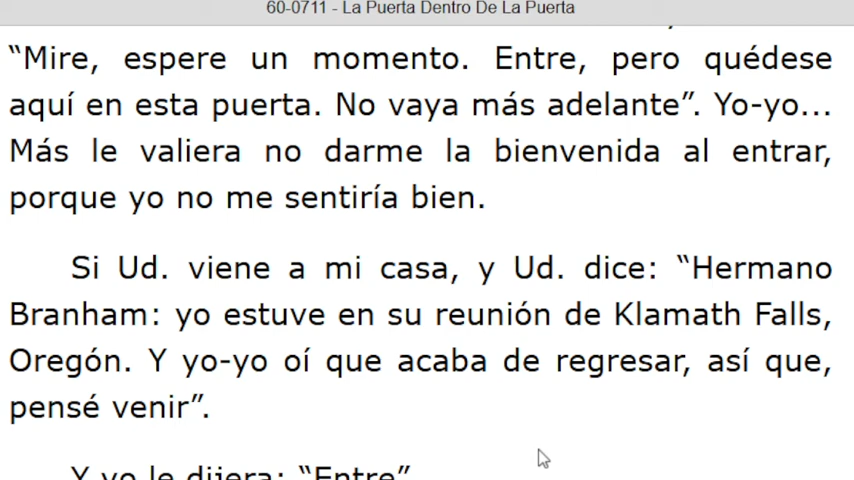 60-0711 - La Puerta Dentro De La Puerta
“Mire, espere un momento. Entre, pero quédese
aquí en esta puerta. No vaya más adelante”. Yo-yo...
Más le valiera no darme la bienvenida al entrar,
porque yo no me sentiría bien.
Si Ud. viene a mi casa, y Ud. dice: “Hermano
Branham: yo estuve en su reunión de Klamath Falls,
Oregón. Y yo-yo oí que acaba de regresar, así que,
pensé venir”.
Y yo le dijera: “Entre”